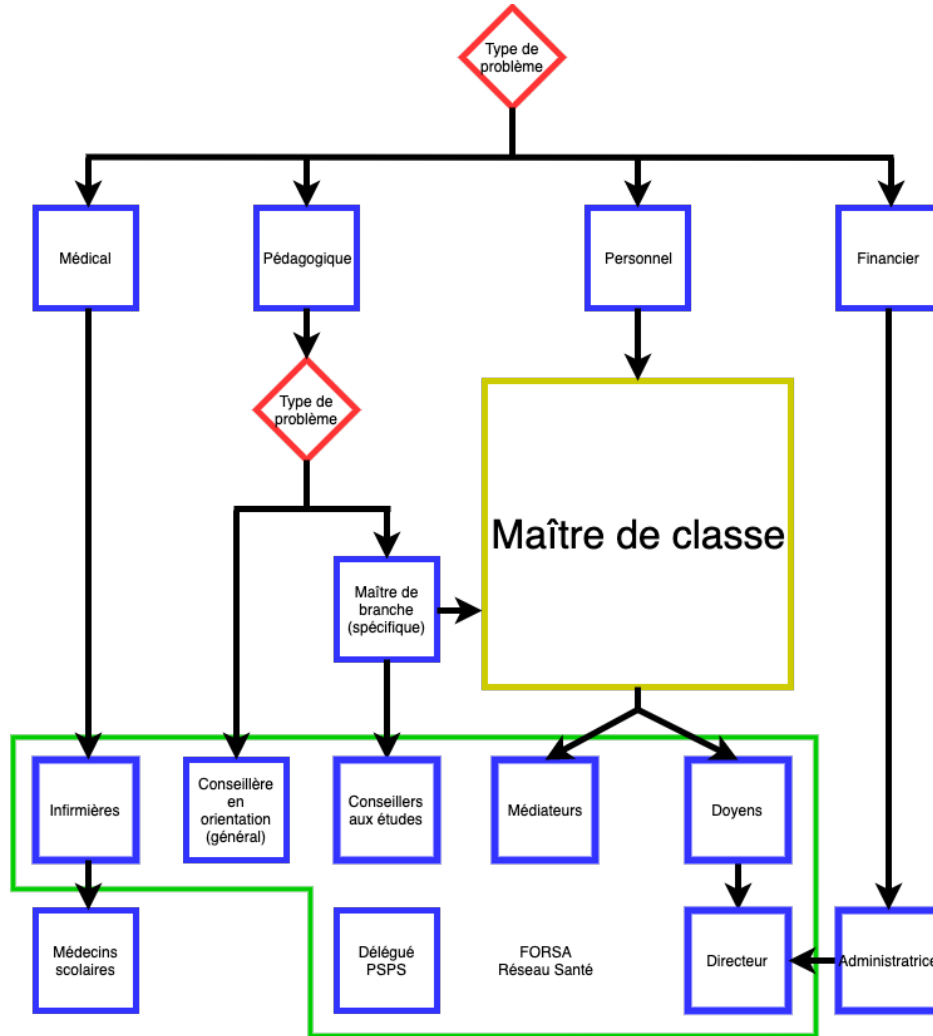 Type de
problème
Médical
Pédagogique
Personnel
Financier
Type de
problème
Maître de classe
Maître de
branche
(spécifique)
Infirmières
Conseillère
en
orientation
(général)
Conseillers
aux études
Médiateurs
Doyens
Médecins
scolaires
Délégué
PSPS
FORSA
Réseau Santé
Directeur
Administratrice